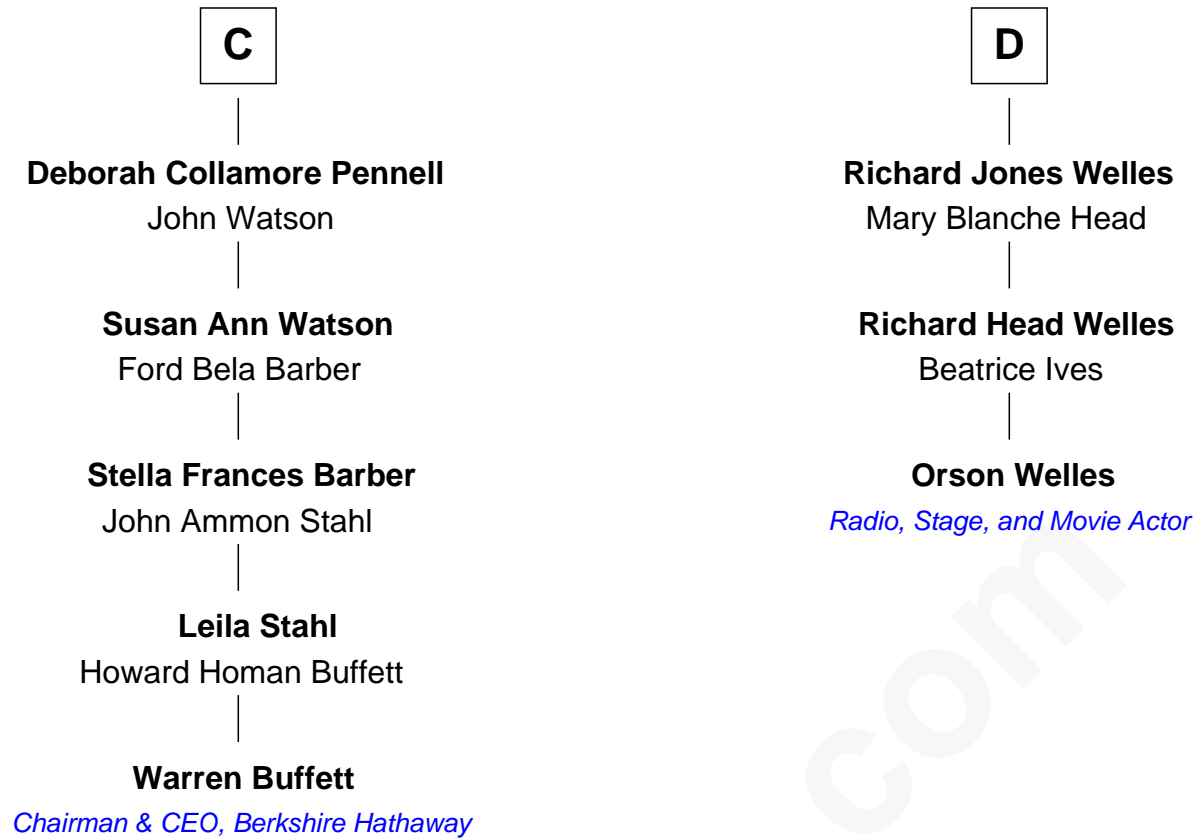 C
Deborah Collamore Pennell
John Watson
Susan Ann Watson
Ford Bela Barber
Stella Frances Barber
John Ammon Stahl
Leila Stahl
Howard Homan Buffett
Warren Buffett
Chairman & CEO, Berkshire Hathaway
D
Richard Jones Welles
Mary Blanche Head
Richard Head Welles
Beatrice Ives
Orson Welles
Radio, Stage, and Movie Actor
com